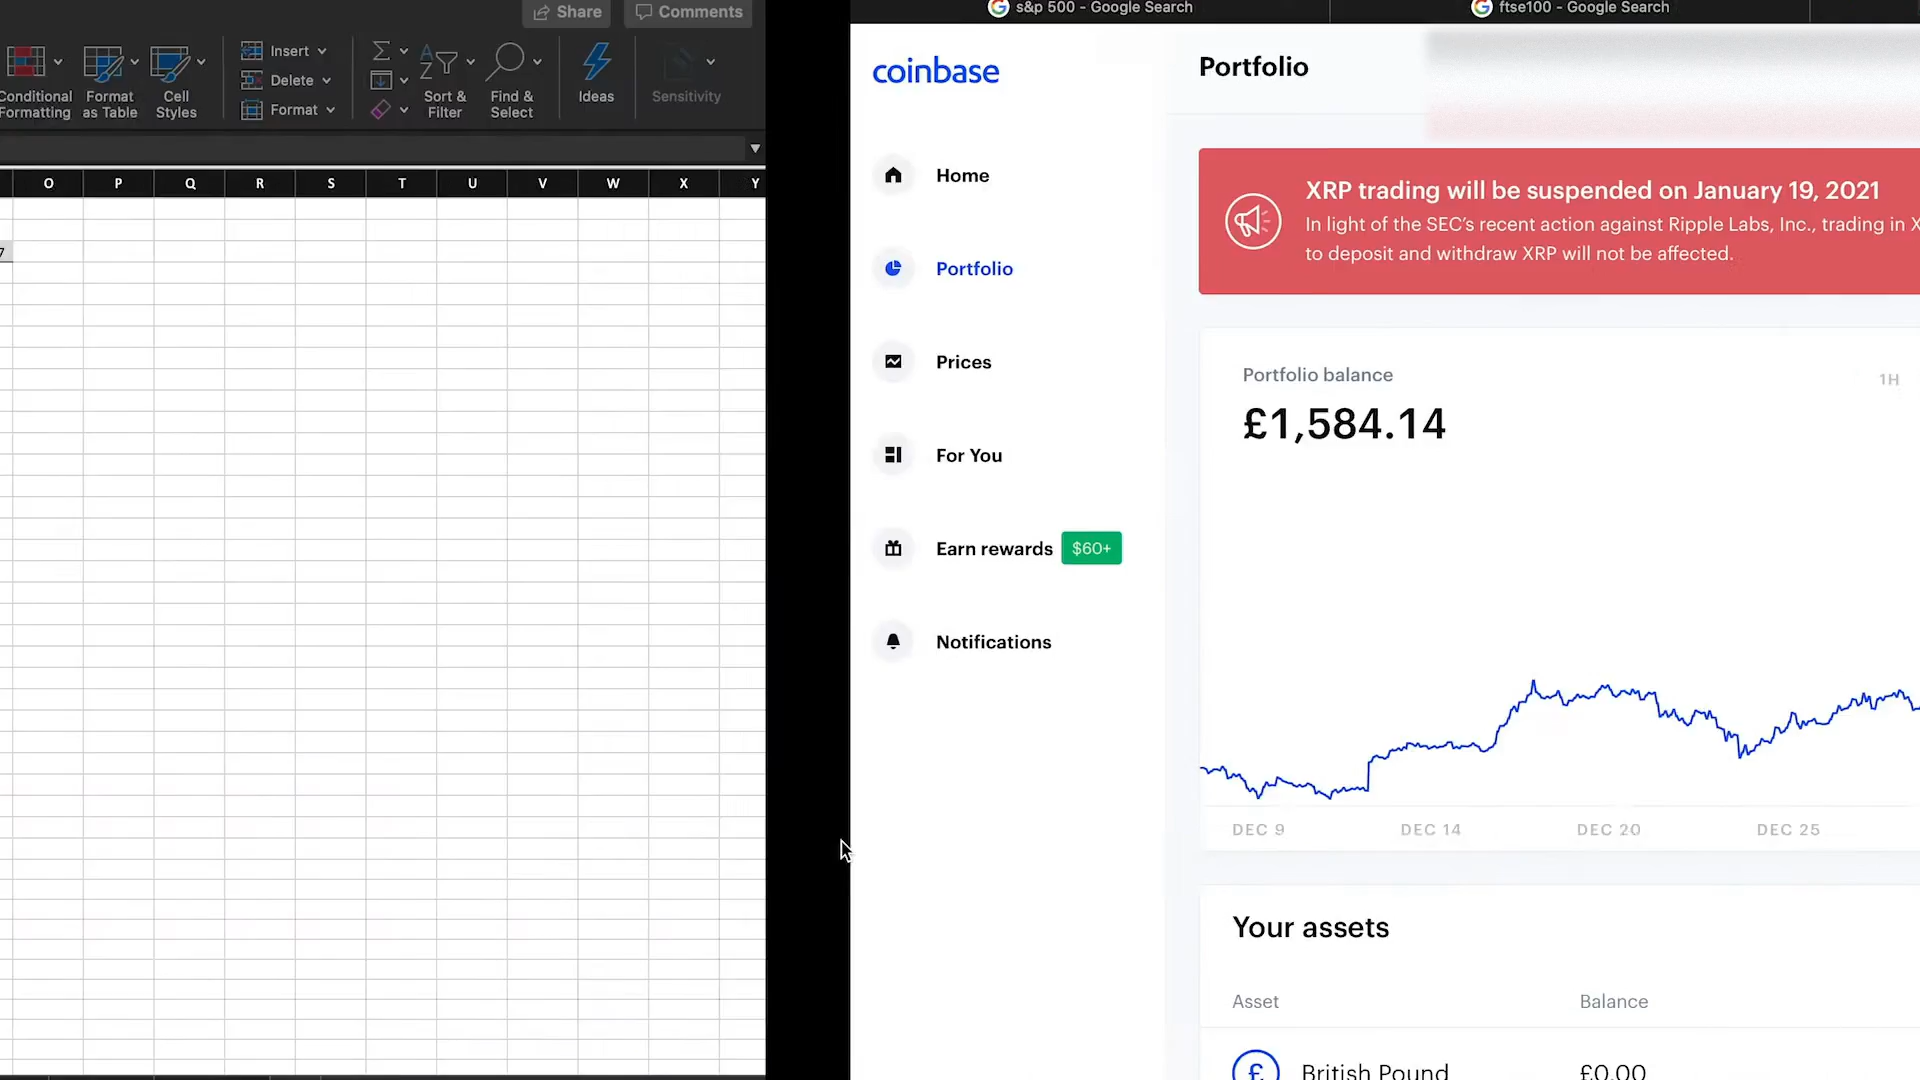 Share
Comments
Insert
Delete
Format
Conditional
Formatting
Format
as Table
Cell
Styles
Sort &
Filter
Find &
Select
Ideas
Sensitivity
O P Q R S T U V W X Y
7
s&p 500 - Google Search
ftse100 - Google Search
coinbase
Home
Portfolio
Prices
For You
Earn rewards $60+
Notifications
Portfolio
XRP trading will be suspended on January 19, 2021
In light of the SEC's recent action against Ripple Labs, Inc., trading in X
to deposit and withdraw XRP will not be affected.
Portfolio balance
1H
£1,584.14
DEC 9 DEC 14 DEC 20 DEC 25
Your assets
Asset Balance
£ British Pound £0.00